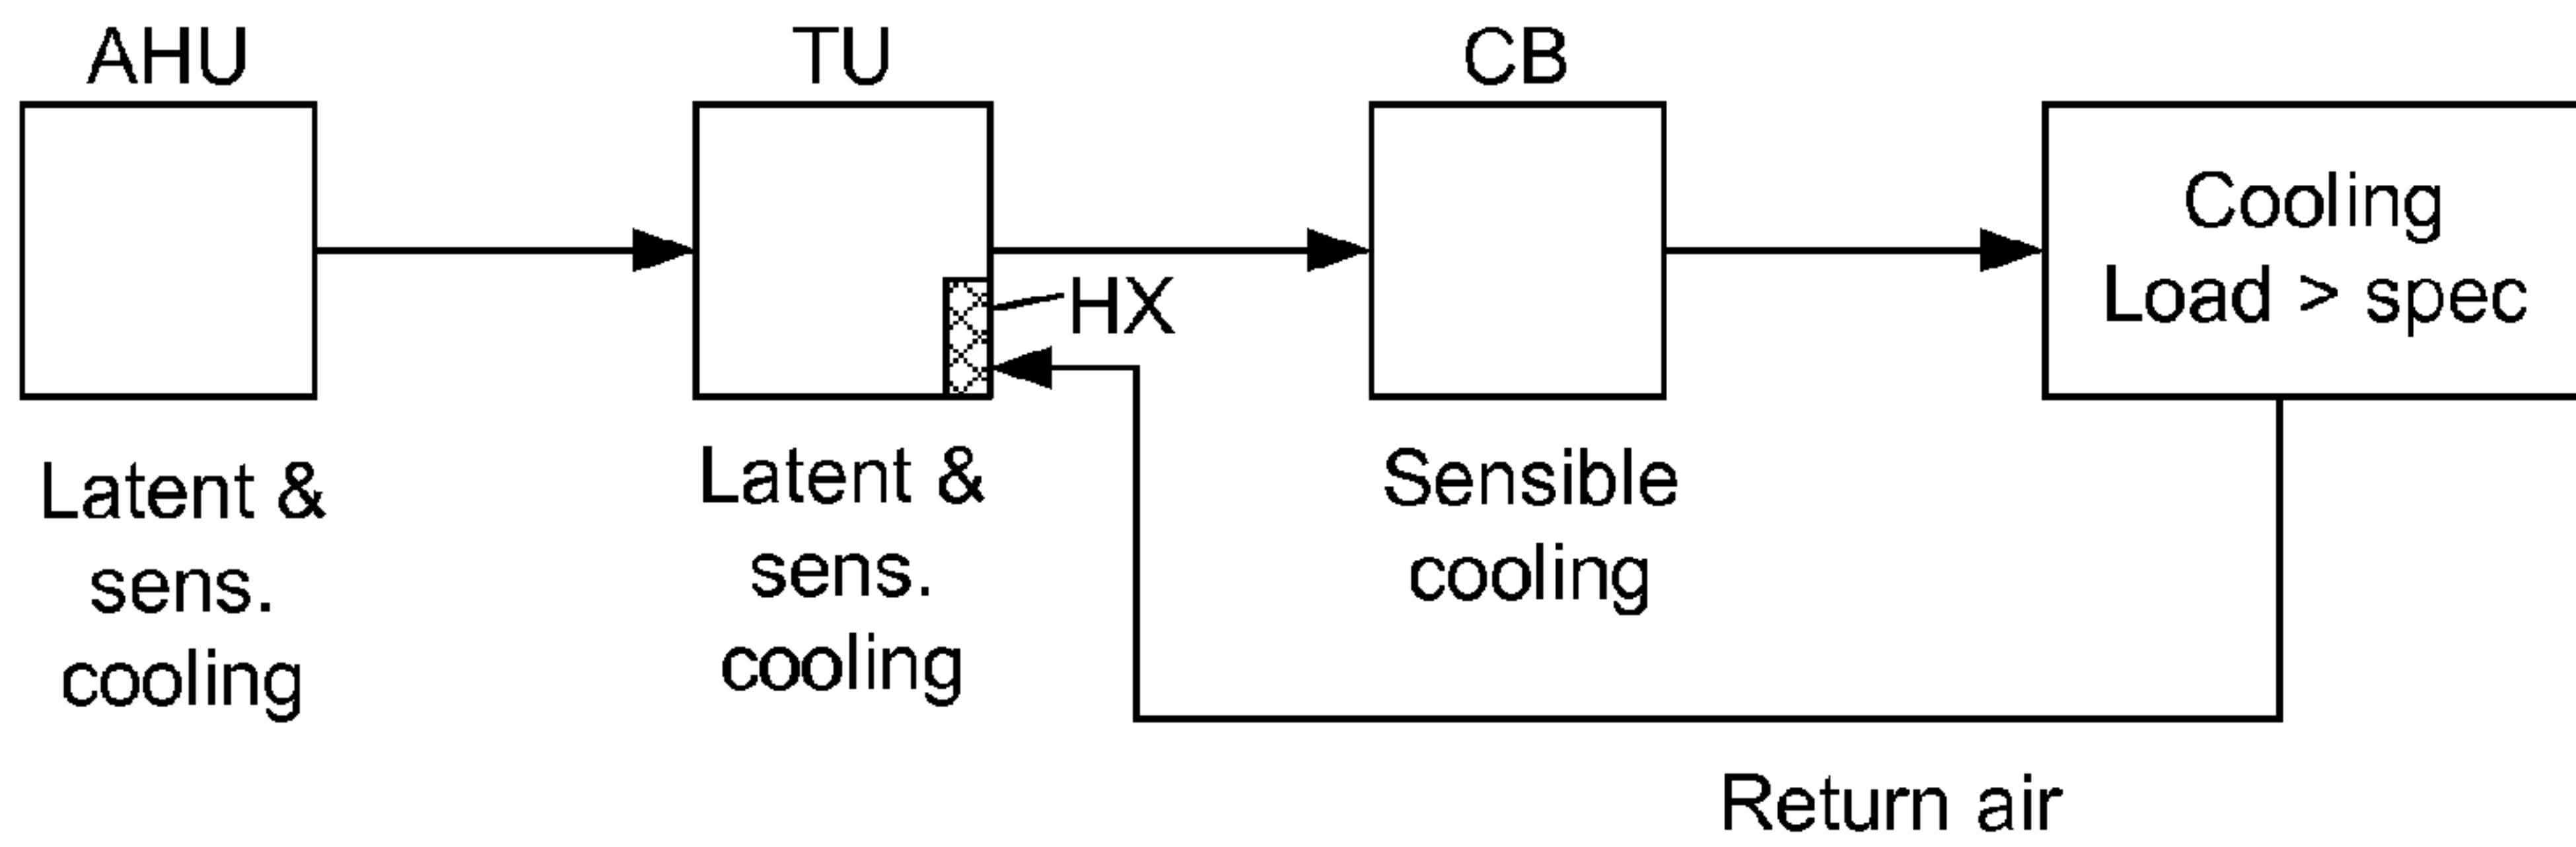 AHU
TU
CB
Cooling
Load > spec
HX
Latent &
sens.
cooling
Latent &
sens.
cooling
Sensible
cooling
Return air